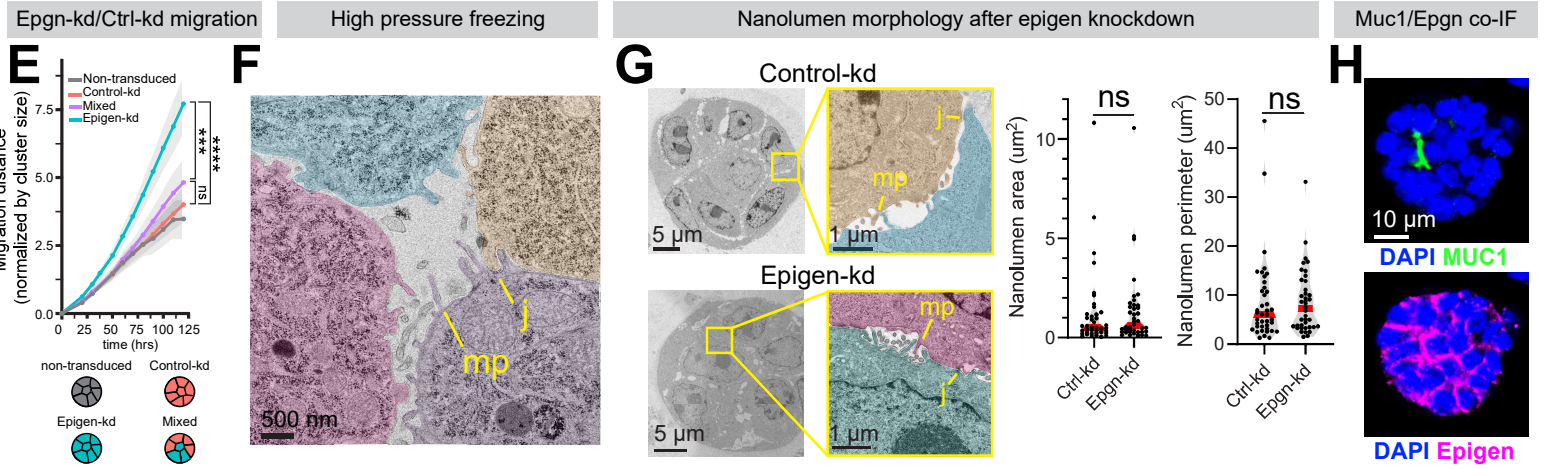 Epgn-kd/Ctrl-kd migration
High pressure freezing
Nanolumen morphology after epigen knockdown
Muc1/Epgn co-IF
E
Migration distance
(normalized by cluster size)
7.5
5.0
2.5
0.0
0
25
50
75
100
125
time (hrs)
Non-transduced
Control-kd
Mixed
Epigen-kd
***
****
ns
non-transduced
Control-kd
Epigen-kd
Mixed
F
j
mp
500 nm
G
Control-kd
5 µm
j
mp
1 µm
Epigen-kd
5 µm
mp
j
1 µm
Nanolumen area (um²)
10
5
0
ns
Ctrl-kd
Epgn-kd
Nanolumen perimeter (um²)
50
40
30
20
10
0
ns
Ctrl-kd
Epgn-kd
H
10 µm
DAPI MUC1
DAPI Epigen